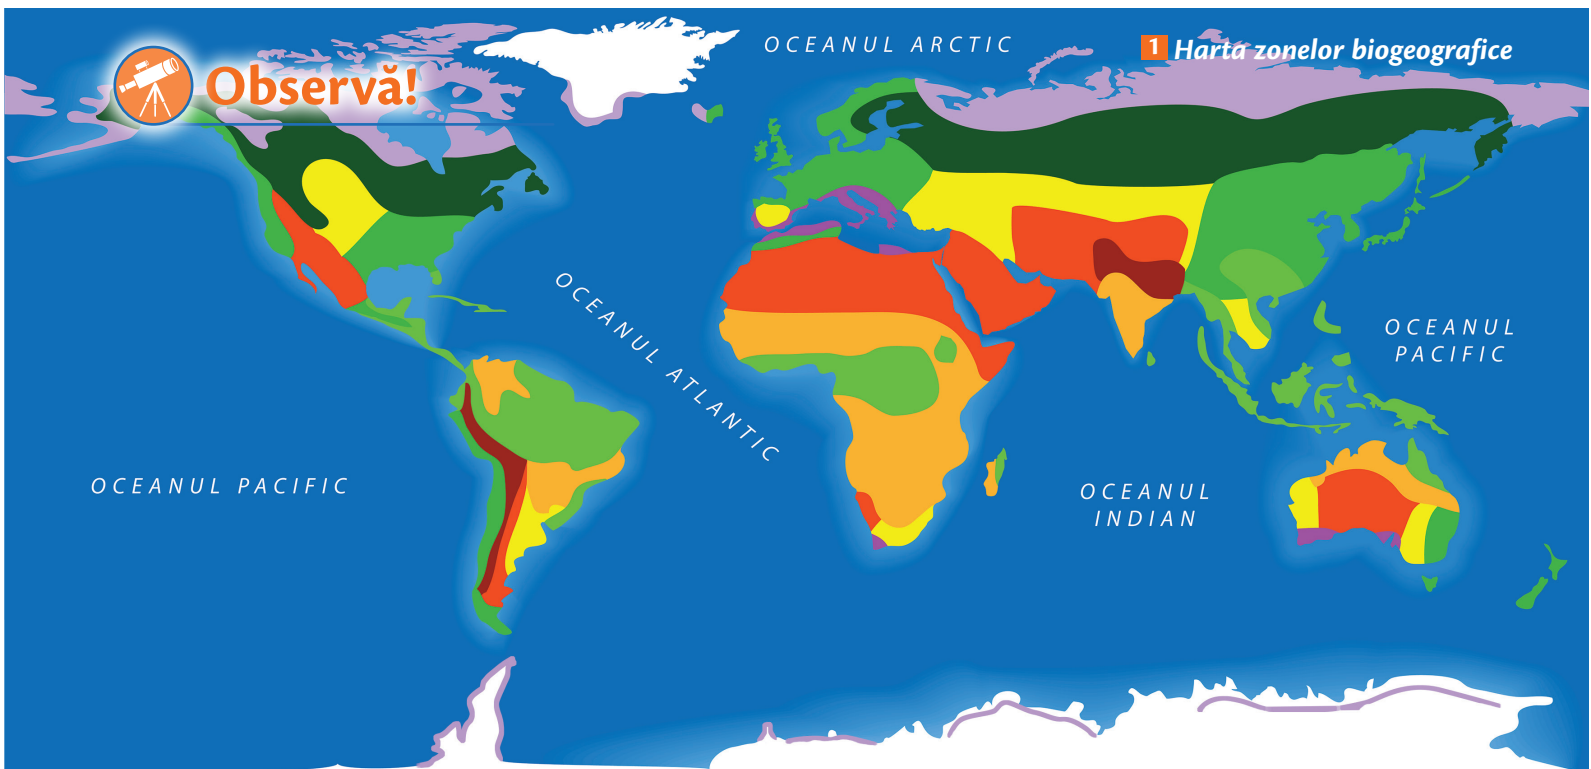 Observă!
OCEANUL ARCTIC
1 Harta zonelor biogeografice
OCEANUL ATLANTIC
OCEANUL
PACIFIC
OCEANUL PACIFIC
OCEANUL
INDIAN